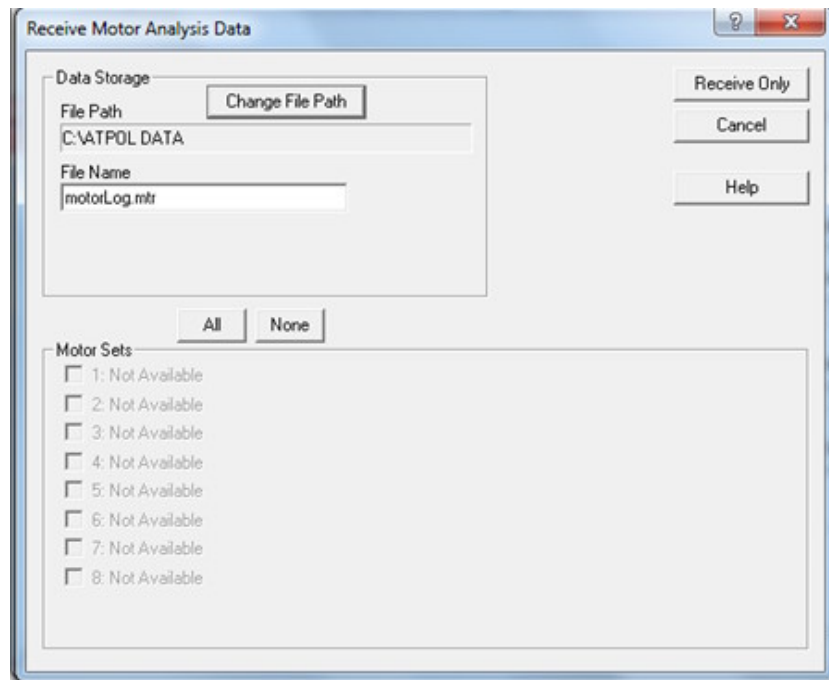 Receive Motor Analysis Data
Data Storage
Change File Path
File Path
C:\ATPOL DATA
File Name
motorLog.mtr
Receive Only
Cancel
Help
All
None
Motor Sets
1: Not Available
2: Not Available
3: Not Available
4: Not Available
5: Not Available
6: Not Available
7: Not Available
8: Not Available